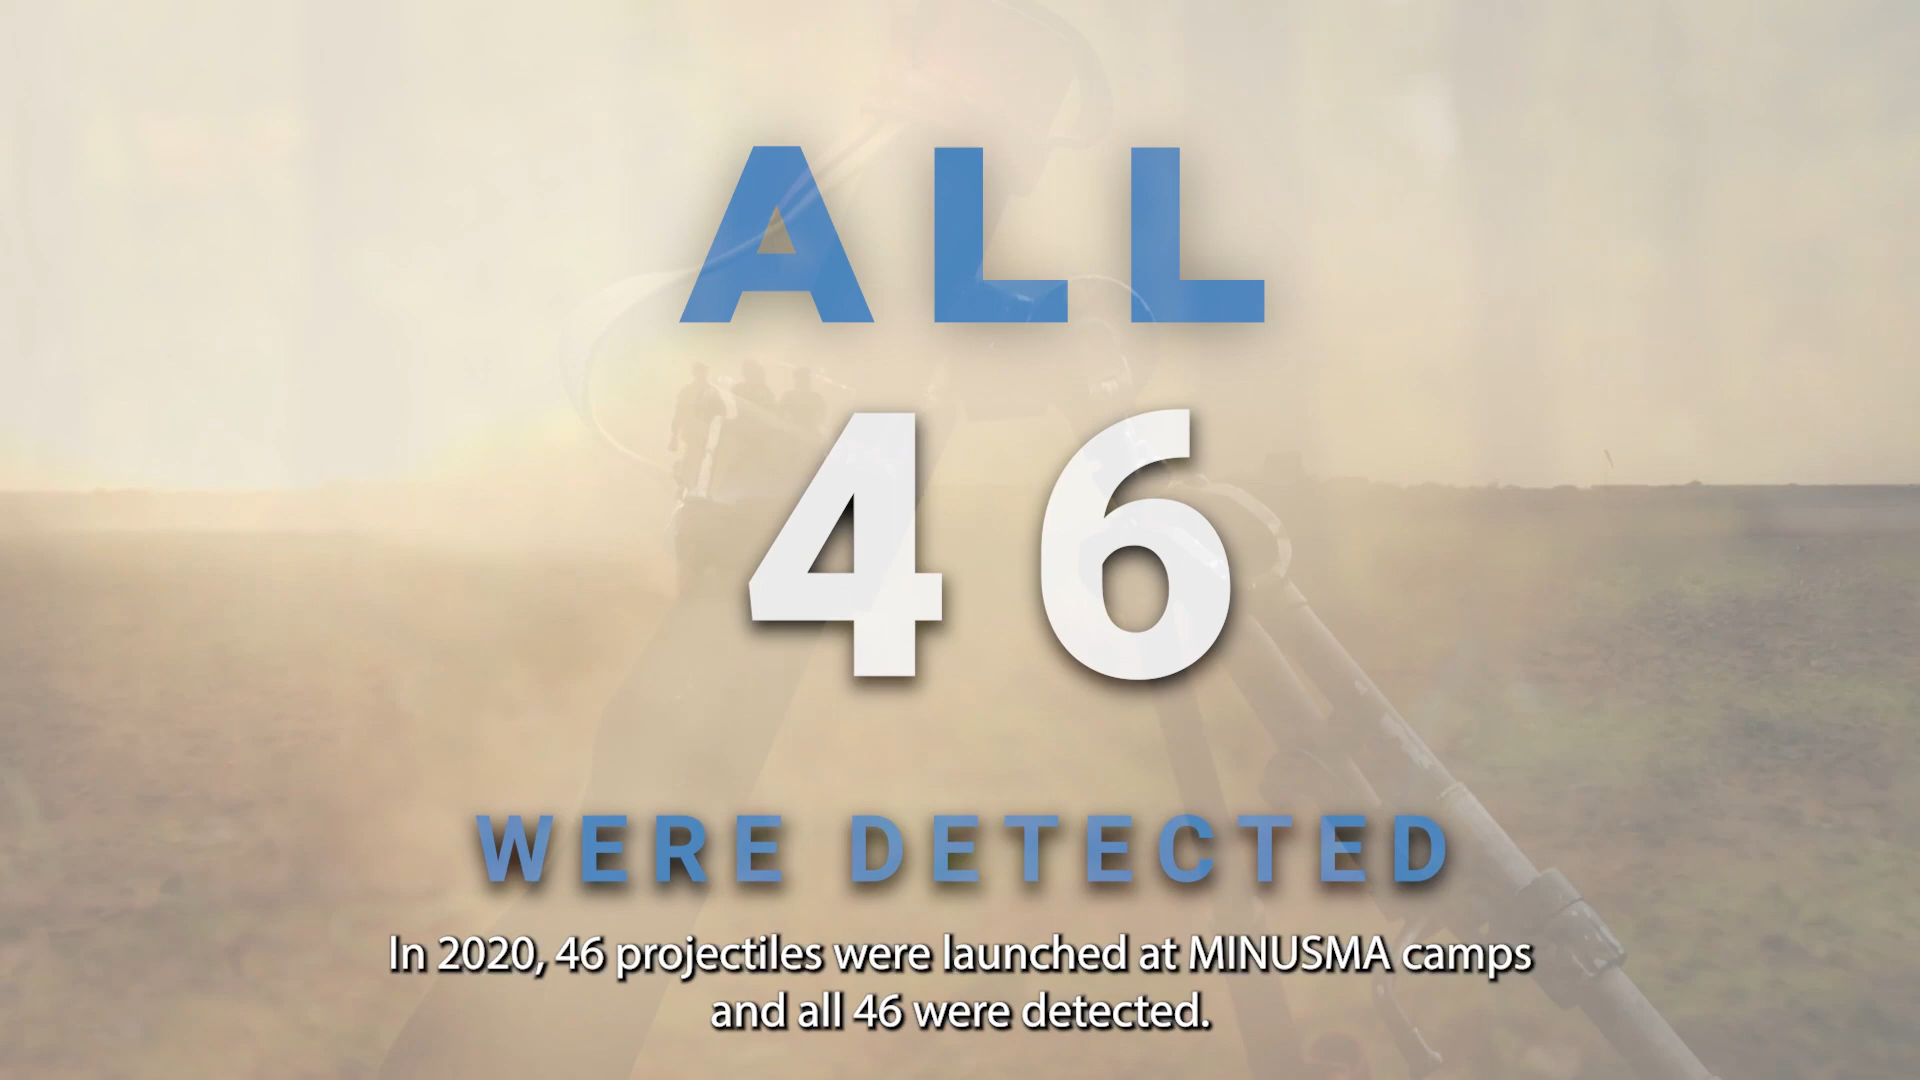 ALL
46
WERE DETECTED
In 2020, 46 projectiles were launched at MINUSMA camps
and all 46 were detected.